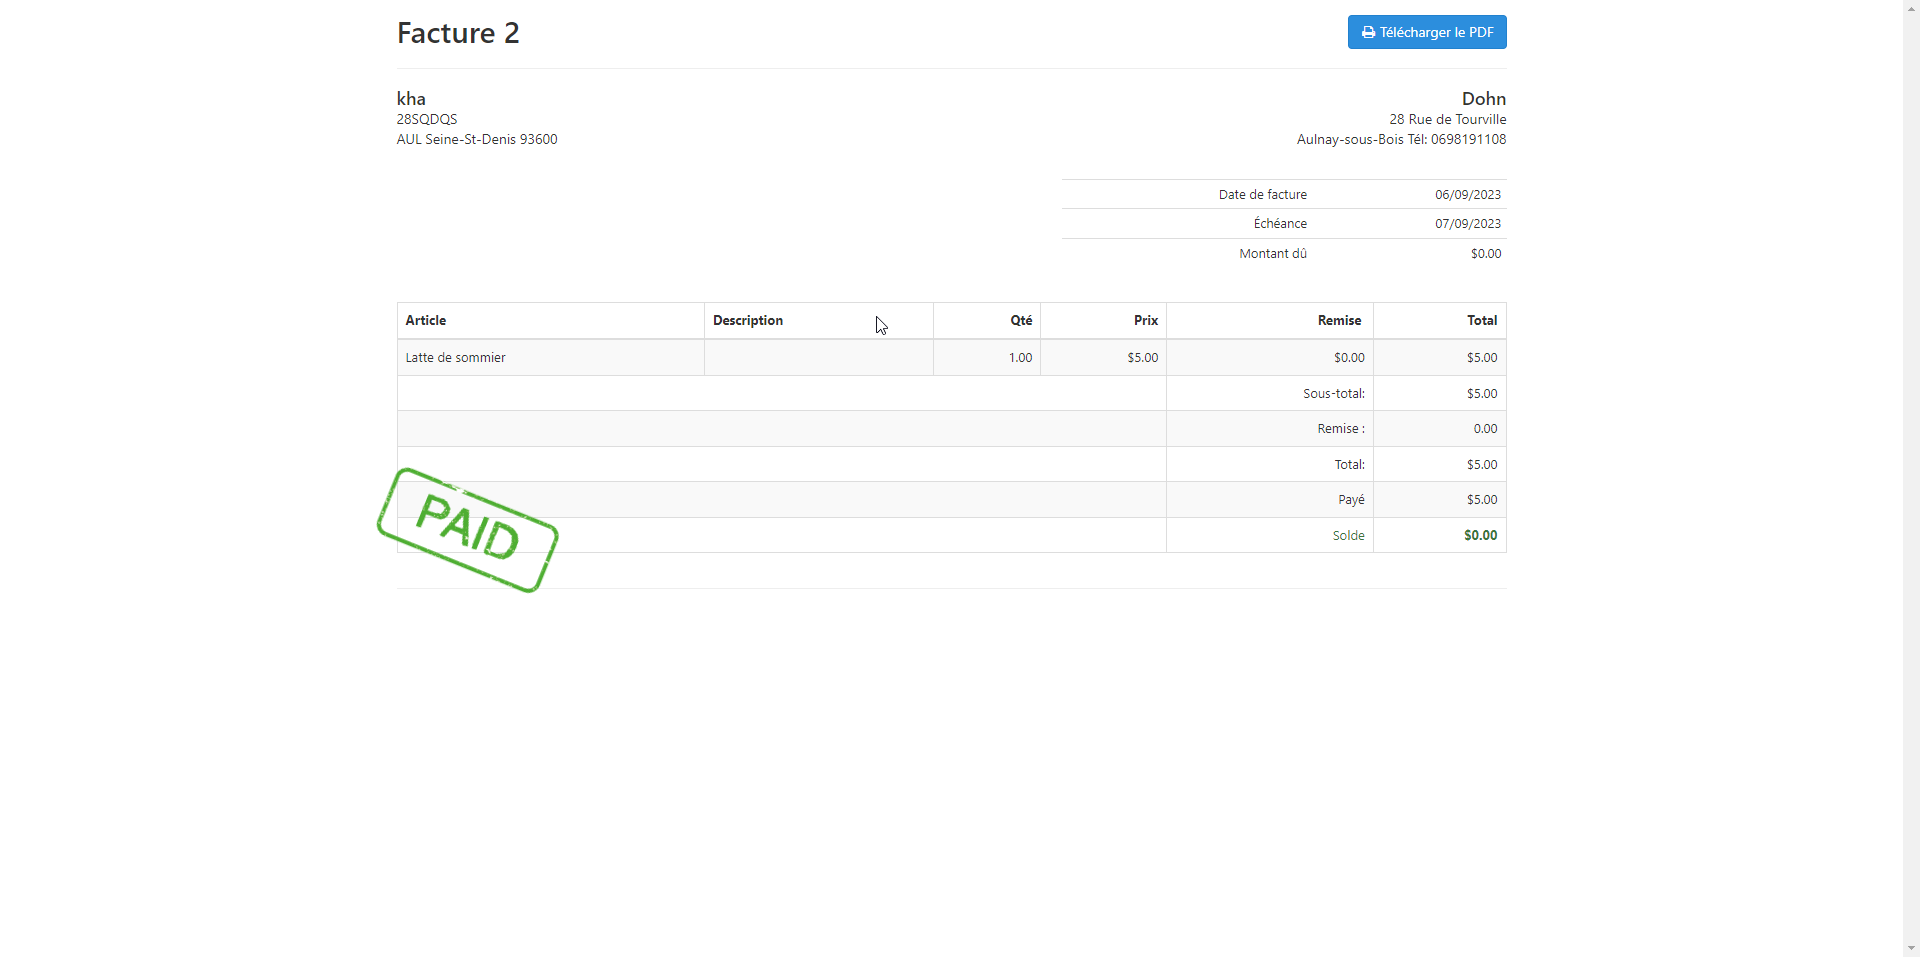 Facture 2
Télécharger le PDF
kha
28SQDQS
AUL Seine-St-Denis 93600
Dohn
28 Rue de Tourville
Aulnay-sous-Bois Tél: 0698191108
Date de facture 06/09/2023
Échéance 07/09/2023
Montant dû $0.00
Article Description Qté Prix Remise Total
Latte de sommier 1.00 $5.00 $0.00 $5.00
Sous-total: $5.00
Remise : 0.00
Total: $5.00
Payé $5.00
Solde $0.00
PAID